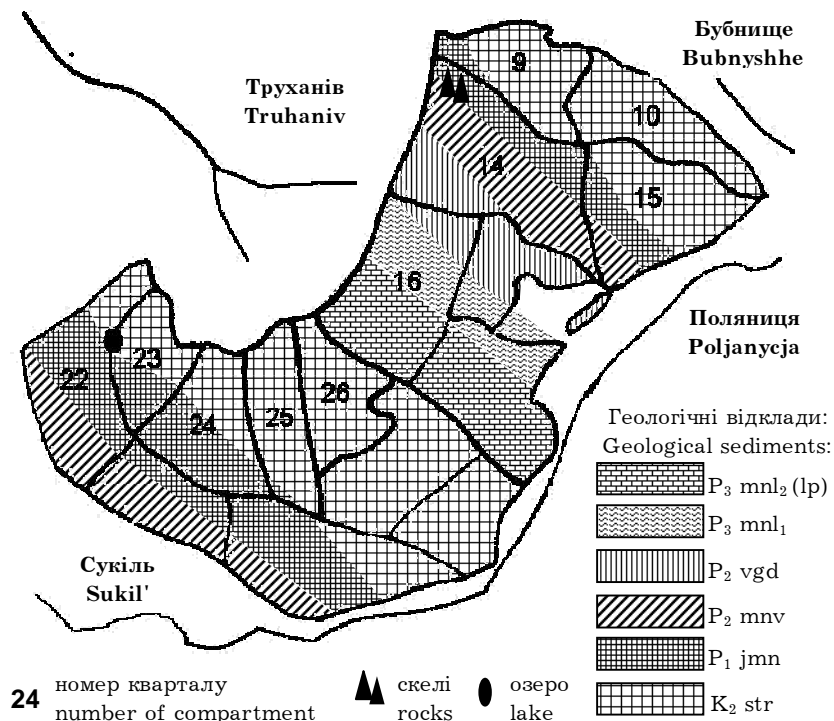 Бубнище
Bubnyshhe
Труханів
Truhaniv
9
10
14
15
16
Поляниця
Poljanycja
23
22
26
25
24
Геологічні відклади:
Geological sediments:
P₃ mnl₂ (lp)
P₃ mnl₁
P₂ vgd
P₂ mnv
P₁ jmn
K₂ str
Сукіль
Sukil'
24 номер кварталу
number of compartment
скелі
rocks
озеро
lake